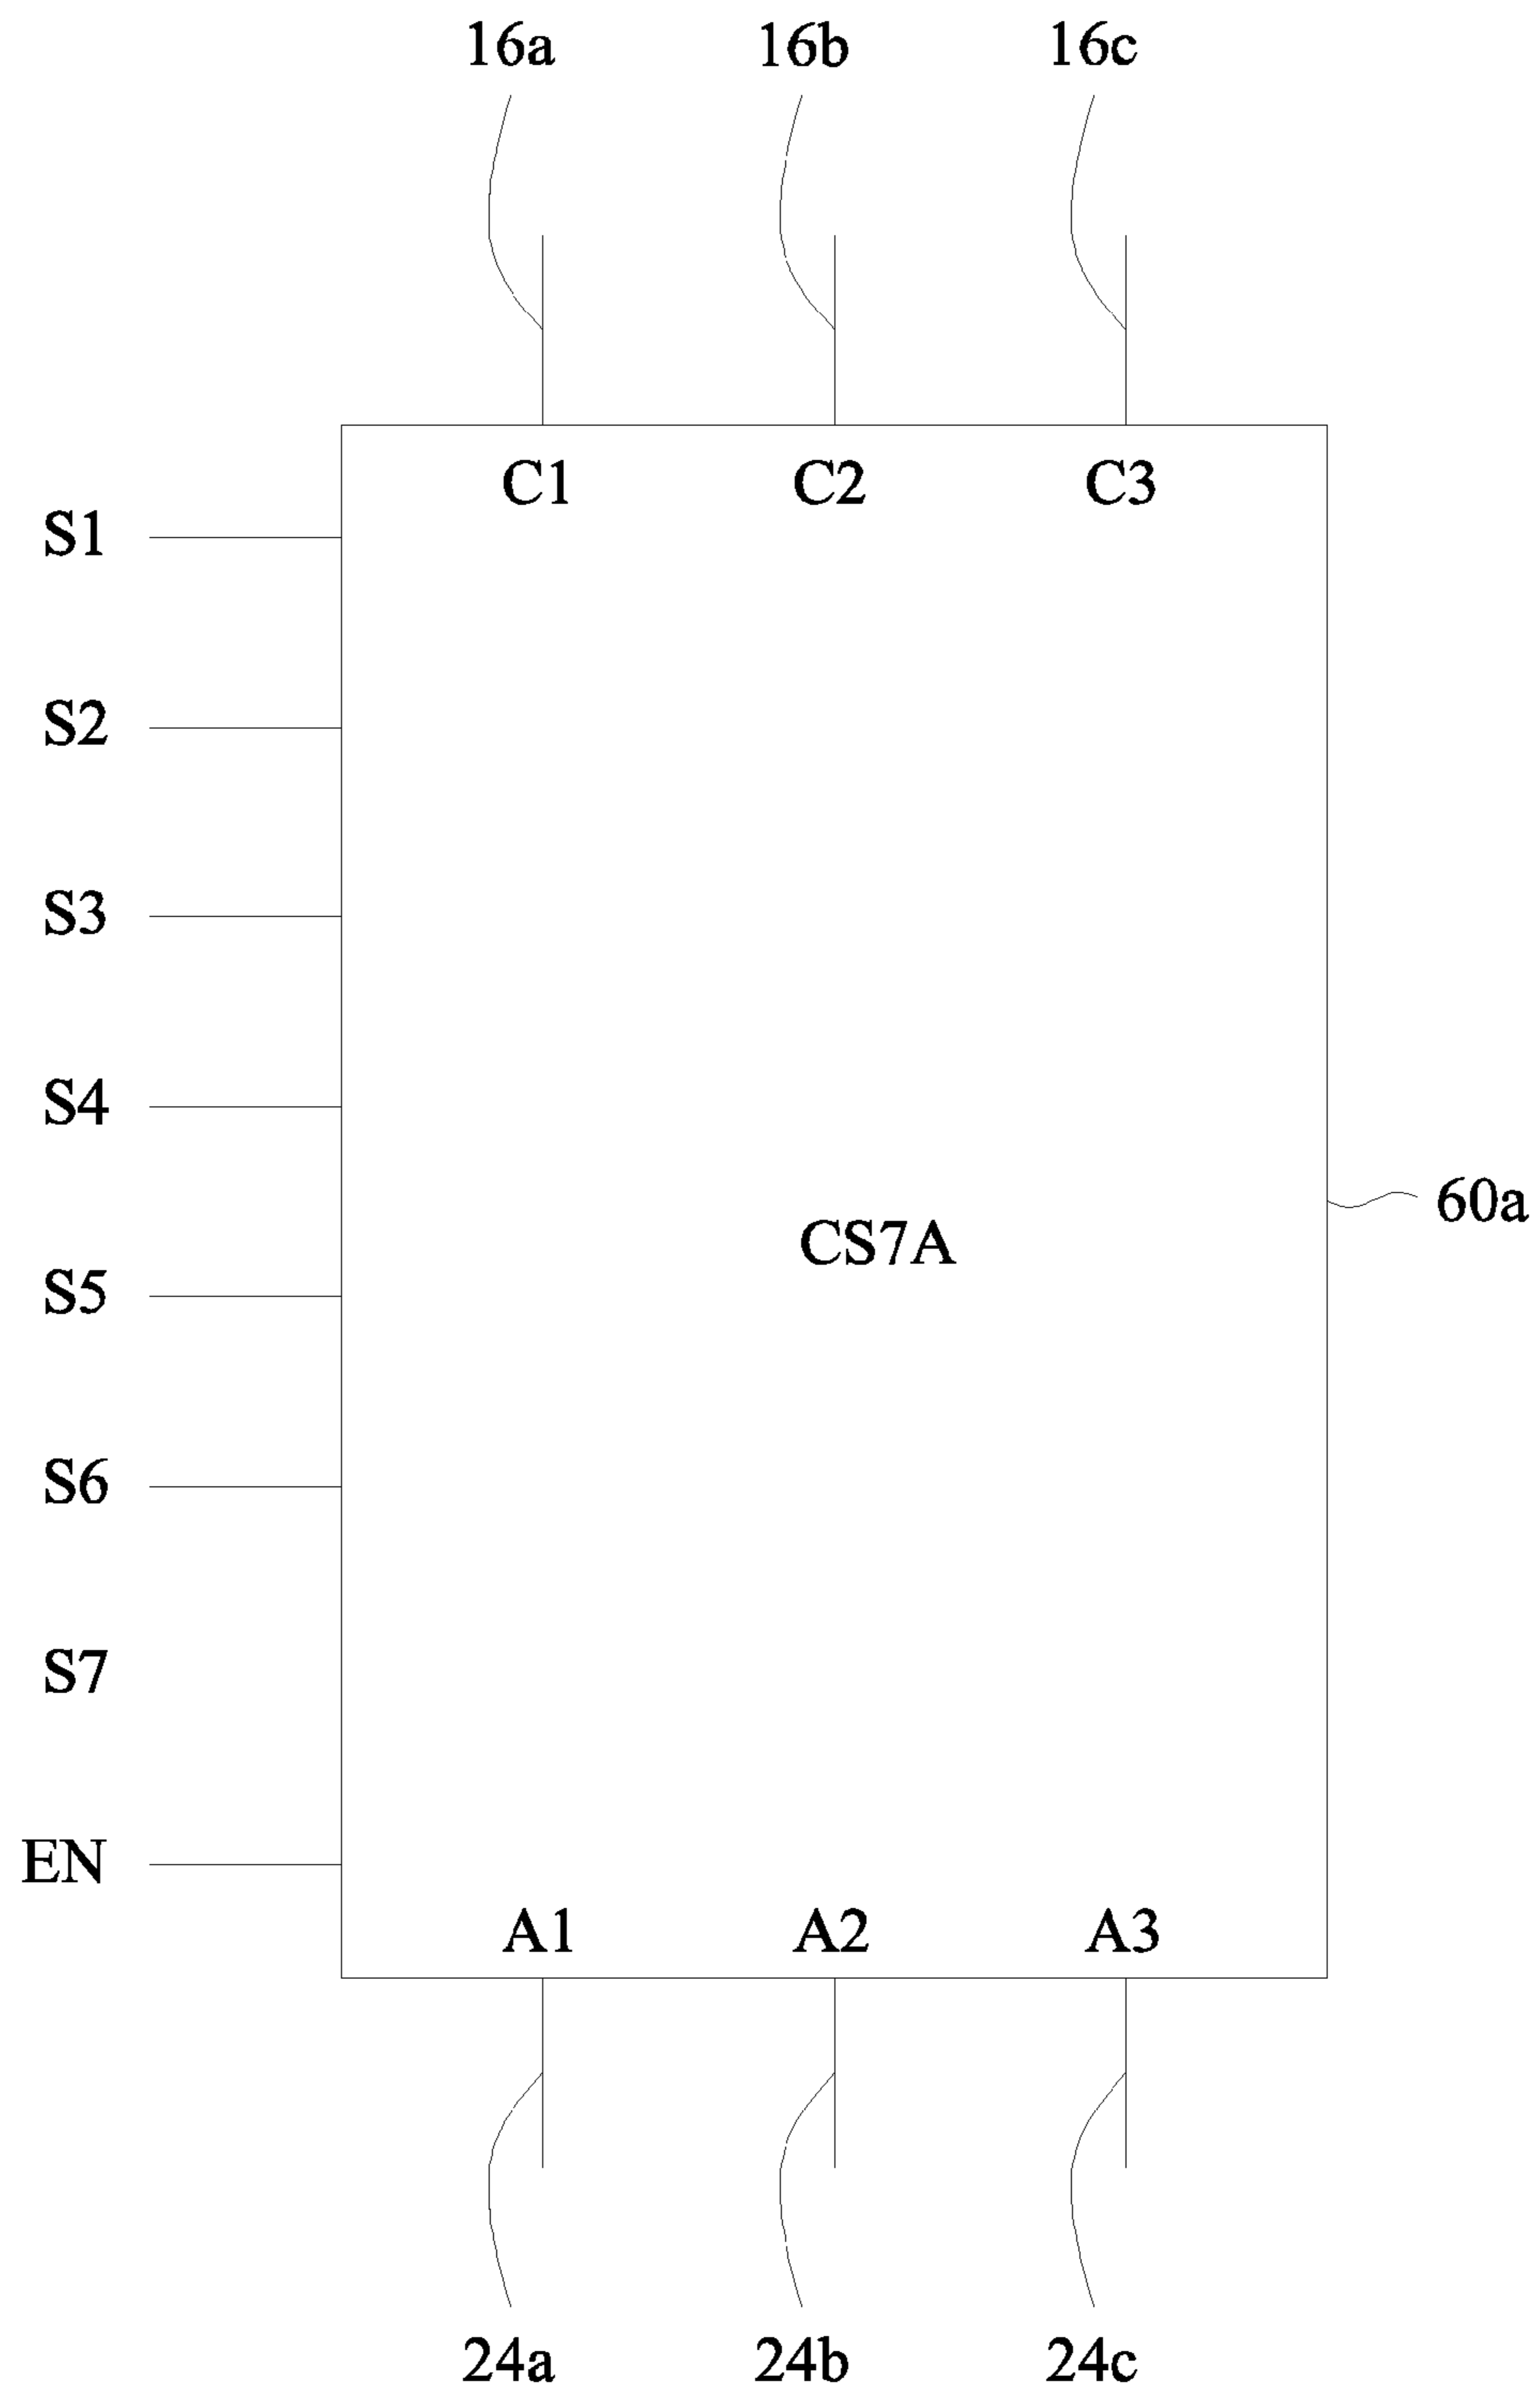 16a 16b 16c
C1 C2 C3
S1
S2
S3
S4
60a
CS7A
S5
S6
S7
EN
A1 A2 A3
24a 24b 24c